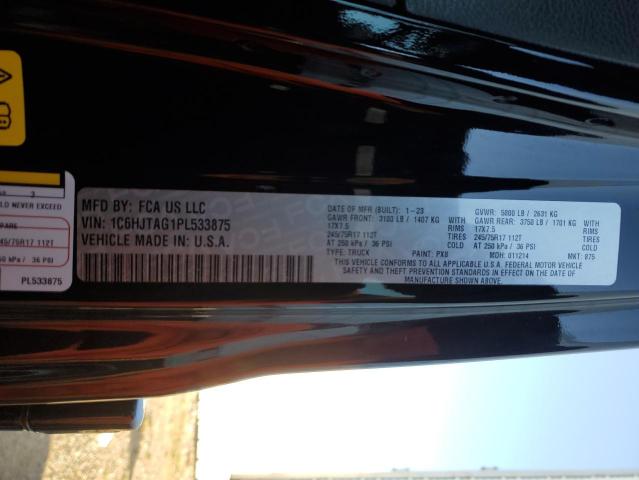 MFD BY: FCA US LLC
VIN: 1C6HJTAG1PL533875
VEHICLE MADE IN: U.S.A.
DATE OF MFR (BUILT): 1-23 GVWR: 5800 LB / 2631 KG
GAWR FRONT: 3100 LB / 1407 KG WITH GAWR REAR: 3750 LB / 1701 KG WITH
17X7.5 RIMS 17X7.5 RIMS
245/75R17 112T TIRES 245/75R17 112T TIRES
AT 250 kPa / 36 PSI COLD AT 250 kPa / 36 PSI COLD
TYPE: TRUCK PAINT: PX8 MDH: 011214 MKT: 875
THIS VEHICLE CONFORMS TO ALL APPLICABLE U.S.A. FEDERAL MOTOR VEHICLE
SAFETY AND THEFT PREVENTION STANDARDS IN EFFECT ON THE DATE OF
MANUFACTURE SHOWN ABOVE.
3
LD NEVER EXCEED
PARE
245/75R17 112T
50 kPa / 36 PSI
PL533875